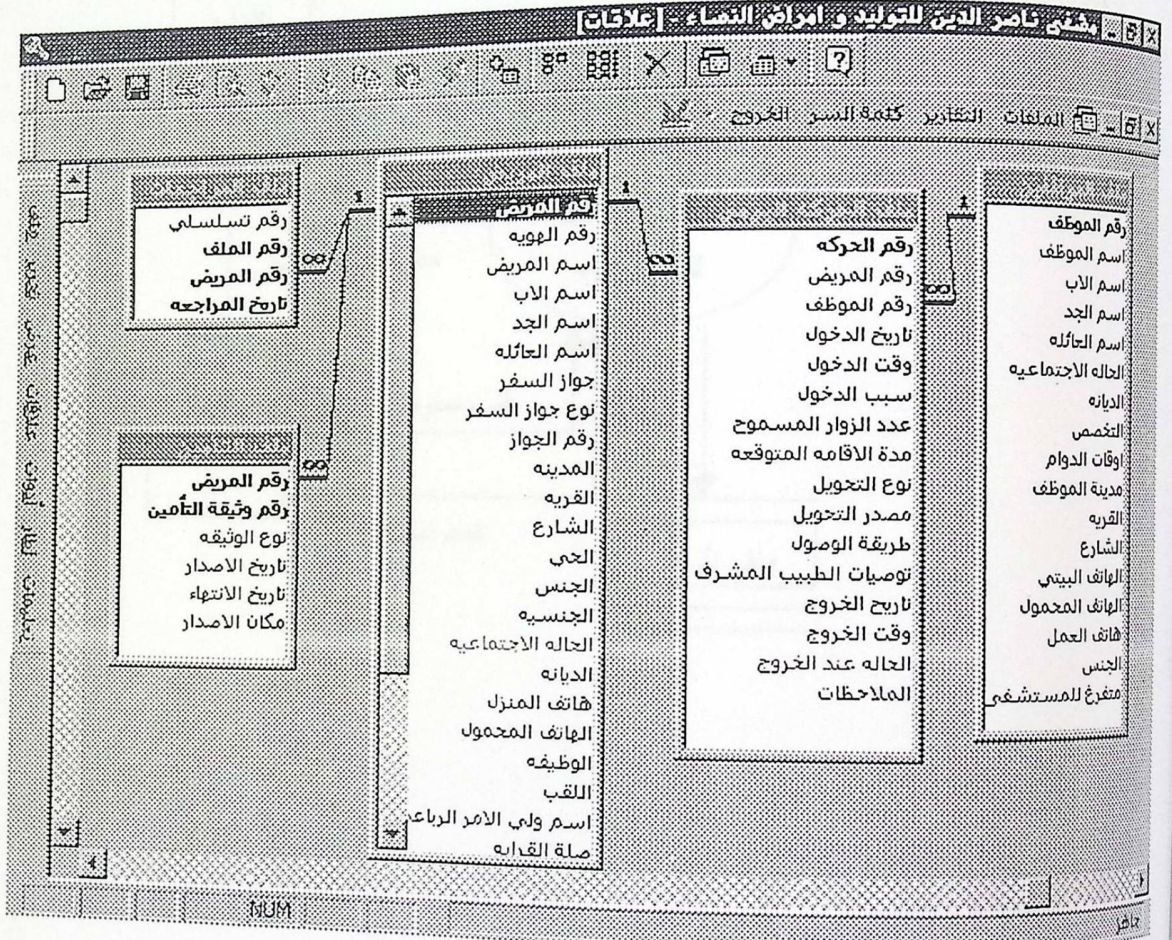 مشفى ناصر الدين للتوليد و امراض النساء - [علاقات]
الملفات التقارير كلمة السر الخروج
رقم الموظف
اسم الموظف
اسم الاب
اسم الجد
اسم العائله
الحاله الاجتماعيه
الديانه
التخصص
اوقات الدوام
مدينة الموظف
القريه
الشارع
الهاتف البيتي
الهاتف المحمول
هاتف العمل
الجنس
متفرغ للمستشفى
1
∞
رقم الحركه
رقم المريض
رقم الموظف
تاريخ الدخول
وقت الدخول
سبب الدخول
عدد الزوار المسموح
مدة الاقامه المتوقعه
نوع التحويل
مصدر التحويل
طريقة الوصول
توصيات الطبيب المشرف
تاريخ الخروج
وقت الخروج
الحاله عند الخروج
الملاحظات
1
∞
رقم المريض
رقم الهويه
اسم المريض
اسم الاب
اسم الجد
اسم العائله
جواز السفر
نوع جواز السفر
رقم الجواز
المدينه
القريه
الشارع
الحي
الجنس
الجنسيه
الحاله الاجتماعيه
الديانه
هاتف المنزل
الهاتف المحمول
الوظيفه
اللقب
اسم ولي الامر الرباعي
صلة القرابه
1
∞
رقم تسلسلي
رقم الملف
رقم المريض
تاريخ المراجعه
∞
رقم المريض
رقم وثيقة التأمين
نوع الوثيقه
تاريخ الاصدار
تاريخ الانتهاء
مكان الاصدار
ملف تحرير عرض علاقات أدوات إطار تعليمات
جاهز
NUM